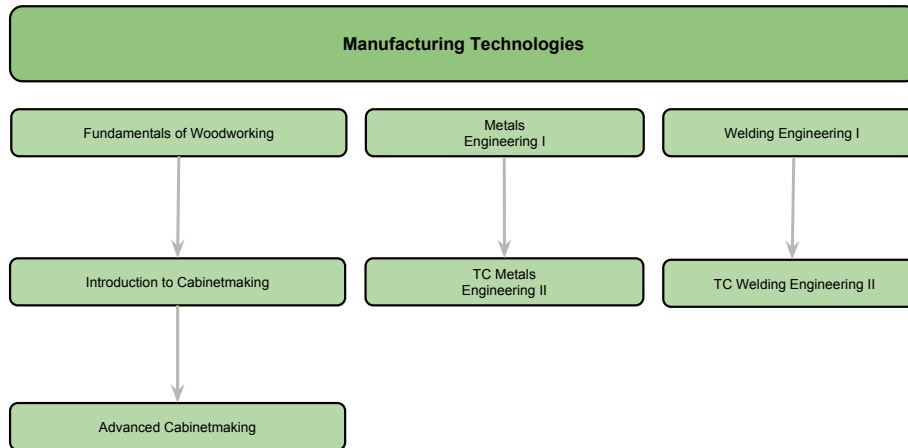 Manufacturing Technologies
Fundamentals of Woodworking
Metals
Engineering I
Welding Engineering I
Introduction to Cabinetmaking
TC Metals
Engineering II
TC Welding Engineering II
Advanced Cabinetmaking